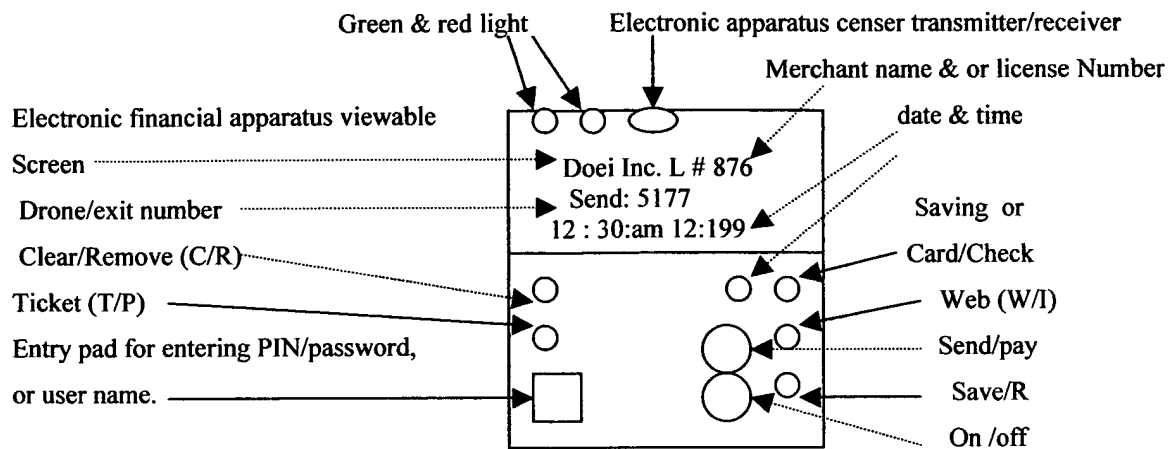 Green & red light
Electronic apparatus censer transmitter/receiver
Merchant name & or license Number
Electronic financial apparatus viewable
date & time
Screen
Doei Inc. L # 876
Send: 5177
Drone/exit number
12 : 30:am 12:199
Saving or
Clear/Remove (C/R)
Card/Check
Ticket (T/P)
Web (W/I)
Entry pad for entering PIN/password,
Send/pay
or user name.
Save/R
On /off